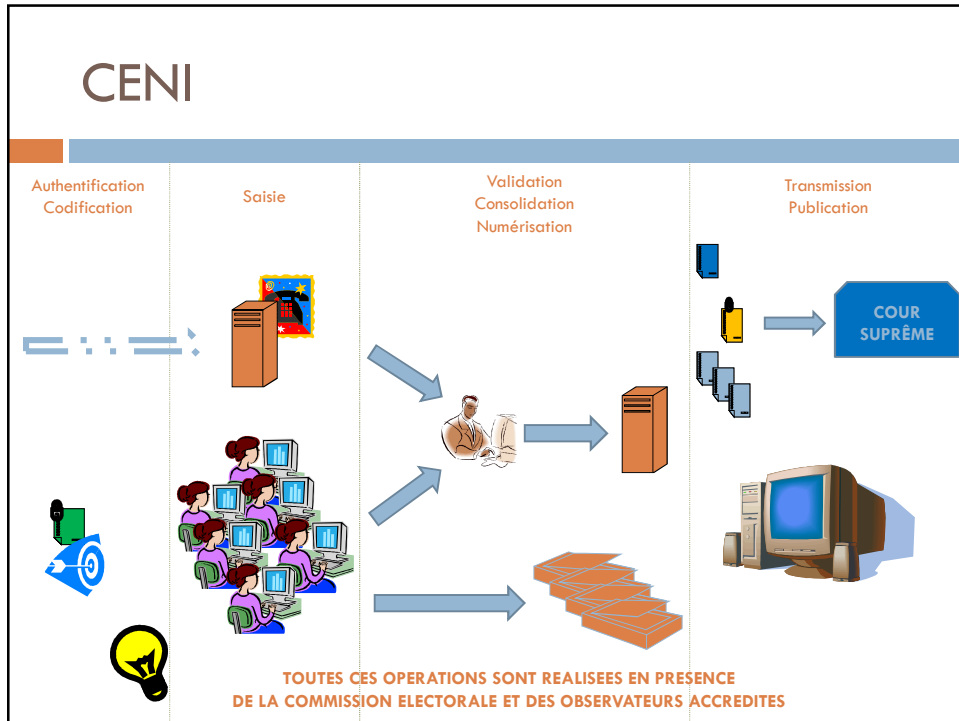 CENI
Authentification
Codification
Saisie
Validation
Consolidation
Numérisation
Transmission
Publication
COUR
SUPRÊME
TOUTES CES OPERATIONS SONT REALISEES EN PRESENCE
DE LA COMMISSION ELECTORALE ET DES OBSERVATEURS ACCREDITES